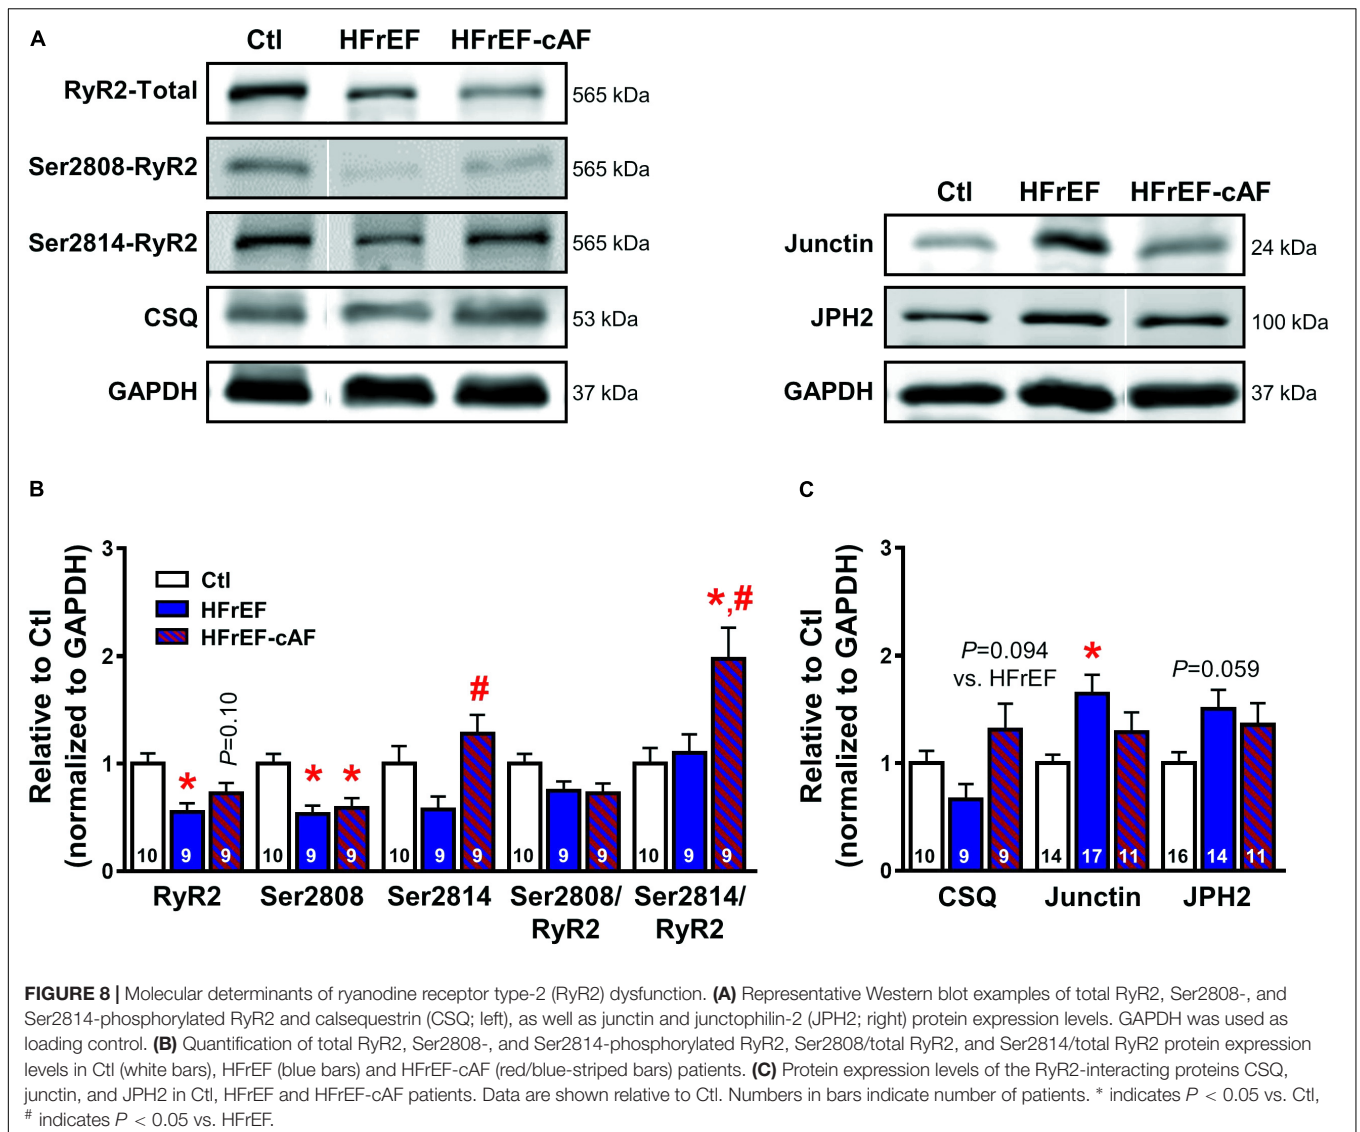 A
Ctl HFrEF HFrEF-cAF
RyR2-Total 565 kDa
Ser2808-RyR2 565 kDa
Ser2814-RyR2 565 kDa
CSQ 53 kDa
GAPDH 37 kDa
Ctl HFrEF HFrEF-cAF
Junctin 24 kDa
JPH2 100 kDa
GAPDH 37 kDa
B
Relative to Ctl
(normalized to GAPDH)
3
2
1
0
Ctl
HFrEF
HFrEF-cAF
*
P=0.10
* *
#
*,#
10 9 9 10 9 9 10 9 9 10 9 9 10 9 9
RyR2 Ser2808 Ser2814 Ser2808/ Ser2814/
RyR2 RyR2
C
Relative to Ctl
(normalized to GAPDH)
3
2
1
0
P=0.094
vs. HFrEF
*
P=0.059
10 9 9 14 17 11 16 14 11
CSQ Junctin JPH2
FIGURE 8 | Molecular determinants of ryanodine receptor type-2 (RyR2) dysfunction. (A) Representative Western blot examples of total RyR2, Ser2808-, and
Ser2814-phosphorylated RyR2 and calsequestrin (CSQ; left), as well as junctin and junctophilin-2 (JPH2; right) protein expression levels. GAPDH was used as
loading control. (B) Quantification of total RyR2, Ser2808-, and Ser2814-phosphorylated RyR2, Ser2808/total RyR2, and Ser2814/total RyR2 protein expression
levels in Ctl (white bars), HFrEF (blue bars) and HFrEF-cAF (red/blue-striped bars) patients. (C) Protein expression levels of the RyR2-interacting proteins CSQ,
junctin, and JPH2 in Ctl, HFrEF and HFrEF-cAF patients. Data are shown relative to Ctl. Numbers in bars indicate number of patients. * indicates P < 0.05 vs. Ctl,
# indicates P < 0.05 vs. HFrEF.